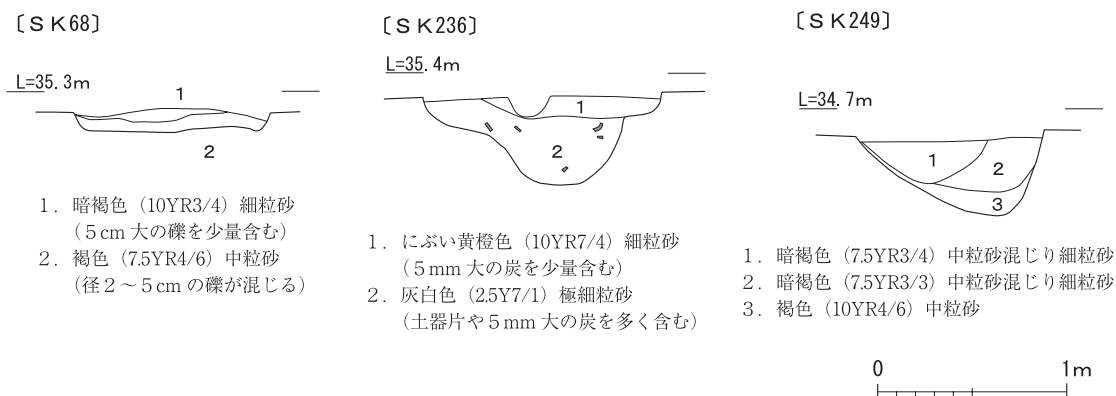 〔ＳＫ68〕
L=35.3m
1
2
1．暗褐色（10YR3/4）細粒砂
（５cm 大の礫を少量含む）
2．褐色（7.5YR4/6）中粒砂
（径２～５cm の礫が混じる）
〔ＳＫ236〕
L=35.4m
1
2
1．にぶい黄橙色（10YR7/4）細粒砂
（５mm 大の炭を少量含む）
2．灰白色（2.5Y7/1）極細粒砂
（土器片や５mm 大の炭を多く含む）
〔ＳＫ249〕
L=34.7m
1
2
3
1．暗褐色（7.5YR3/4）中粒砂混じり細粒砂
2．暗褐色（7.5YR3/3）中粒砂混じり細粒砂
3．褐色（10YR4/6）中粒砂
0 1m